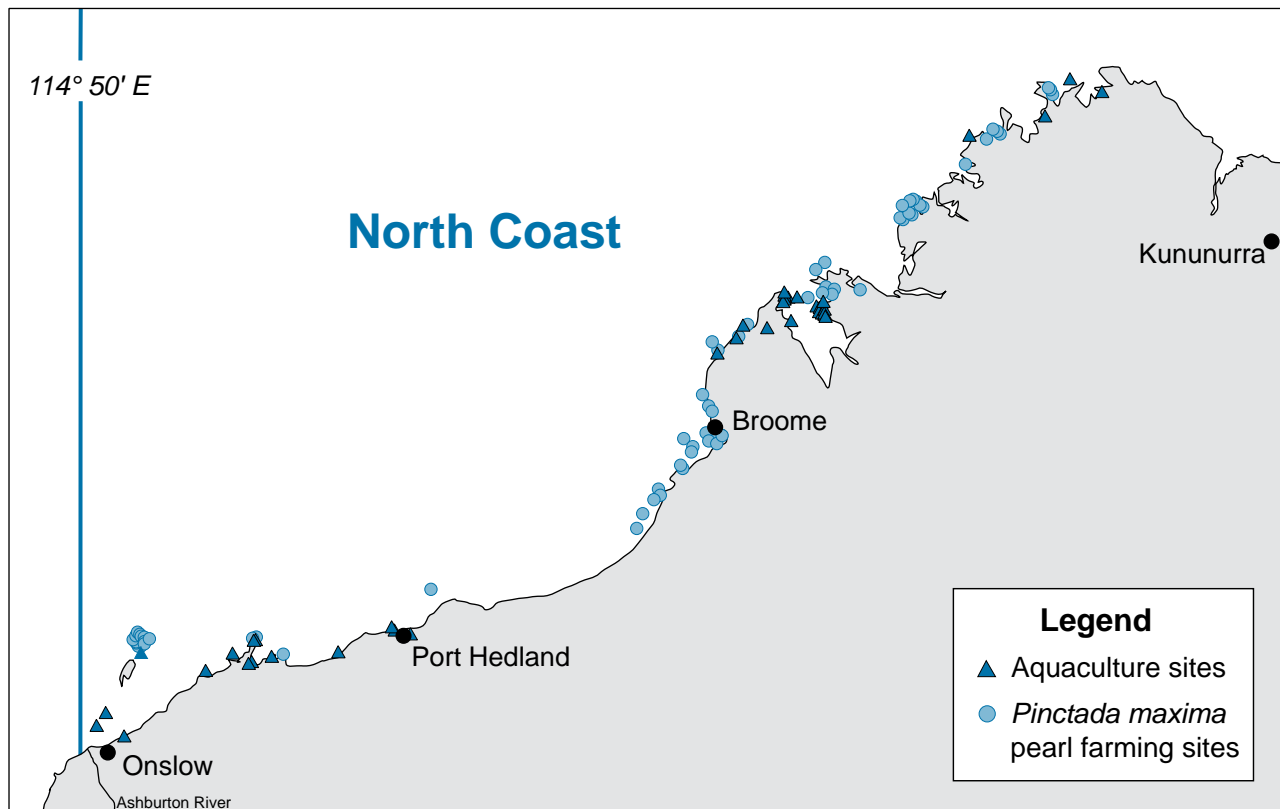 114° 50' E
North Coast
Kununurra
Broome
Port Hedland
Onslow
Ashburton River
Legend
Aquaculture sites
Pinctada maxima
pearl farming sites